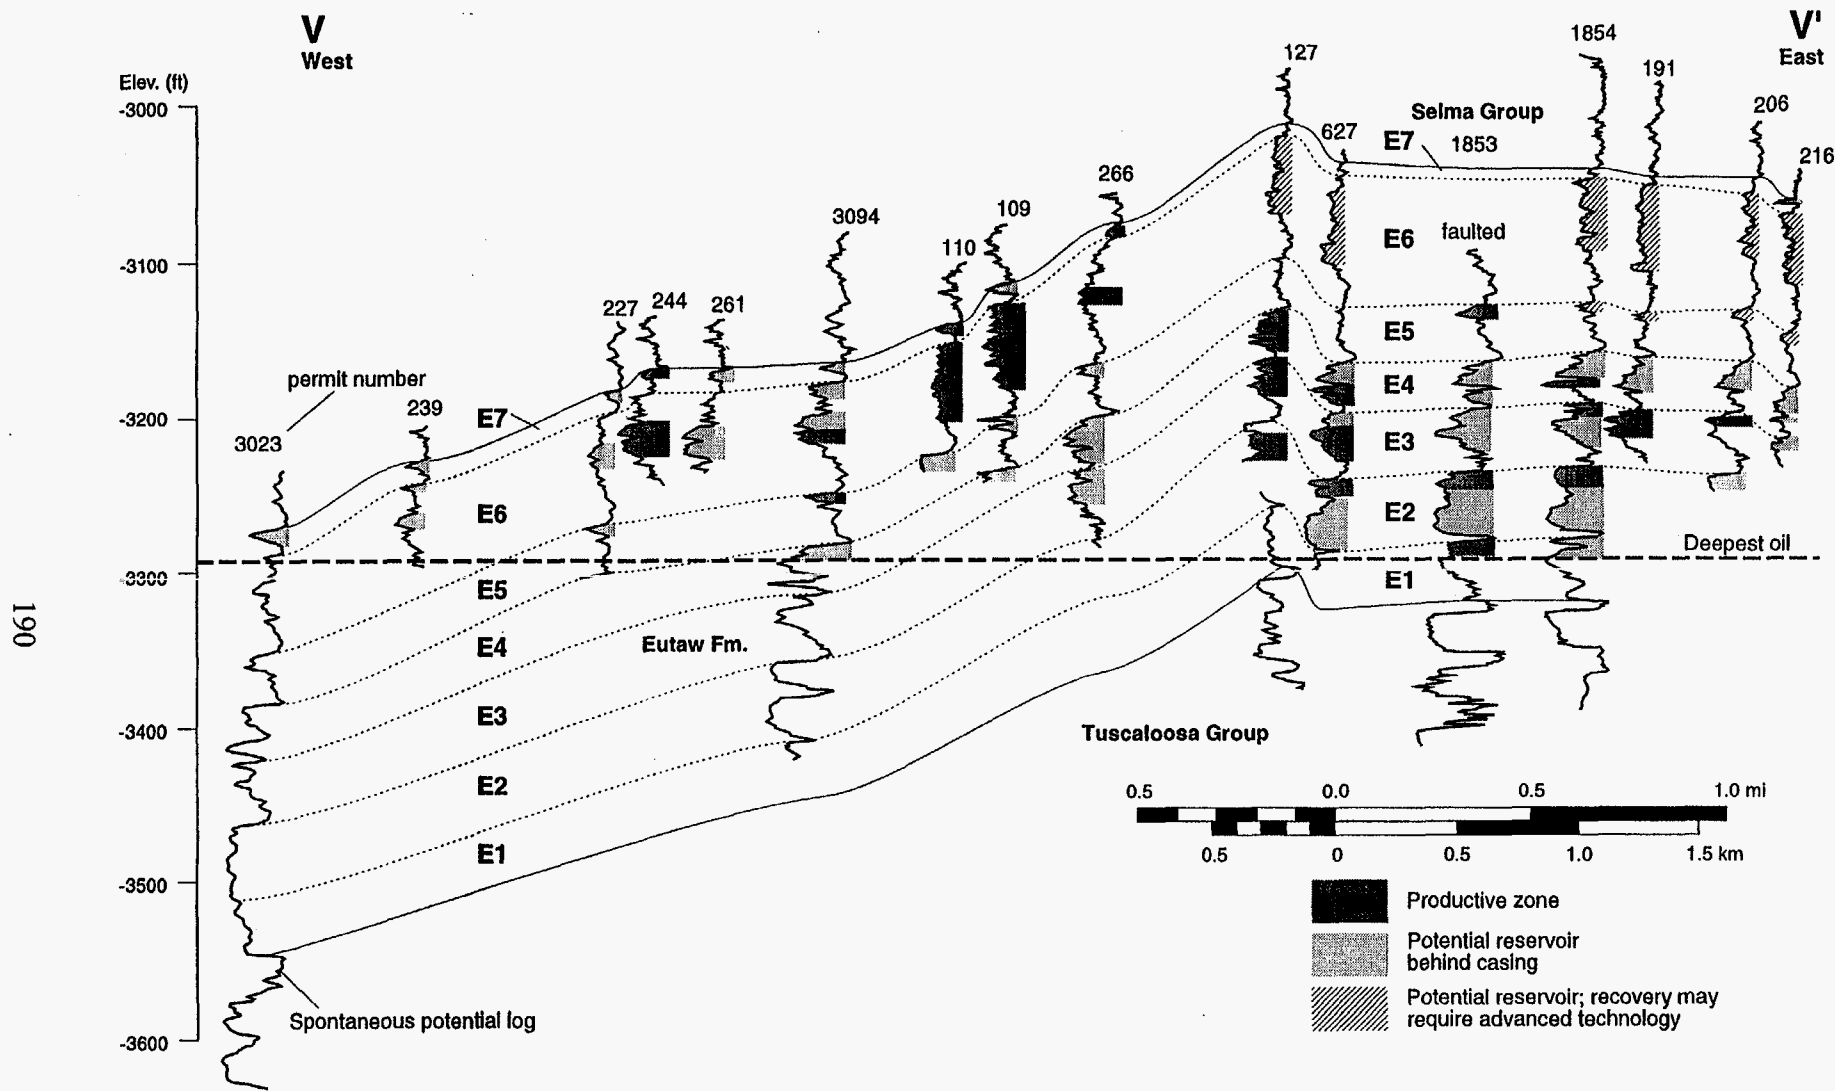 V
West
V'
East
Elev. (ft)
-3000
-3100
-3200
-3300
-3400
-3500
-3600
permit number
3023
239
227
244
261
3094
110
109
266
127
627
1853
faulted
1854
191
206
216
Selma Group
E7
E6
E5
E4
E3
E2
E1
E7
E6
E5
E4
E3
E2
E1
Deepest oil
Eutaw Fm.
Tuscaloosa Group
Spontaneous potential log
0.5 0.0 0.5 1.0 mi
0.5 0 0.5 1.0 1.5 km
Productive zone
Potential reservoir
behind casing
Potential reservoir; recovery may
require advanced technology
190